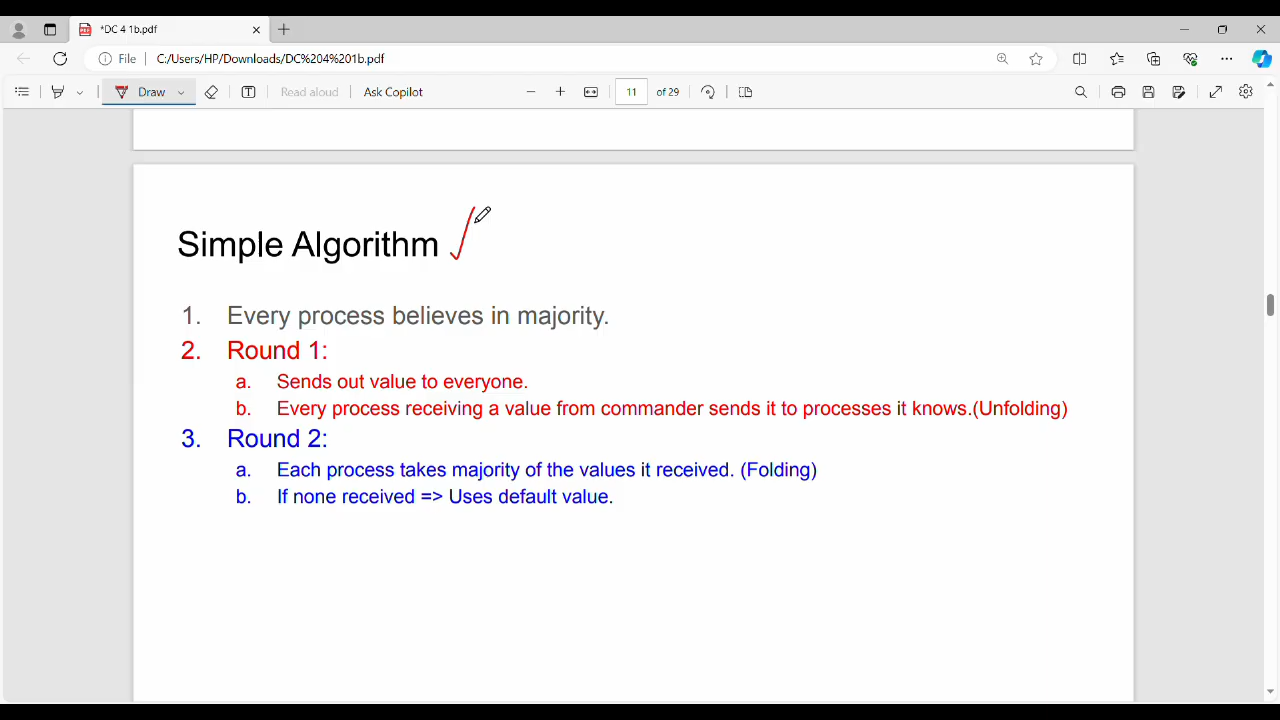 *DC 4 1b.pdf
File C:/Users/HP/Downloads/DC%204%201b.pdf
Draw Read aloud Ask Copilot 11 of 29
Simple Algorithm
1. Every process believes in majority.
2. Round 1:
a. Sends out value to everyone.
b. Every process receiving a value from commander sends it to processes it knows.(Unfolding)
3. Round 2:
a. Each process takes majority of the values it received. (Folding)
b. If none received => Uses default value.